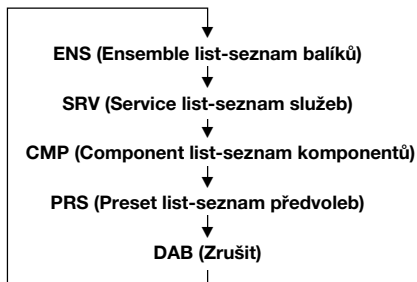 ENS (Ensemble list-seznam balíků)
SRV (Service list-seznam služeb)
CMP (Component list-seznam komponentů)
PRS (Preset list-seznam předvoleb)
DAB (Zrušit)